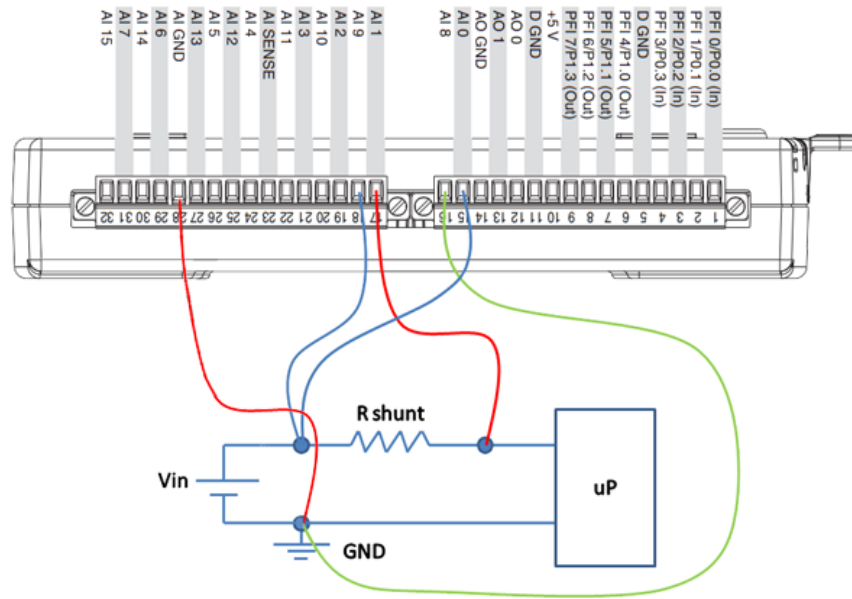 AI 15
AI 7
AI 14
AI 6
AI GND
AI 13
AI 5
AI 12
AI 4
AI SENSE
AI 11
AI 3
AI 10
AI 2
AI 9
AI 1
AI 8
AI 0
AO GND
AO 1
AO 0
D GND
+5 V
PFI 7/P1.3 (Out)
PFI 6/P1.2 (Out)
PFI 5/P1.1 (Out)
PFI 4/P1.0 (Out)
D GND
PFI 3/P0.3 (In)
PFI 2/P0.2 (In)
PFI 1/P0.1 (In)
PFI 0/P0.0 (In)
32 31 30 29 28 27 26 25 24 23 22 21 20 19 18 17
16 15 14 13 12 11 10 9 8 7 6 5 4 3 2 1
R shunt
Vin
uP
GND